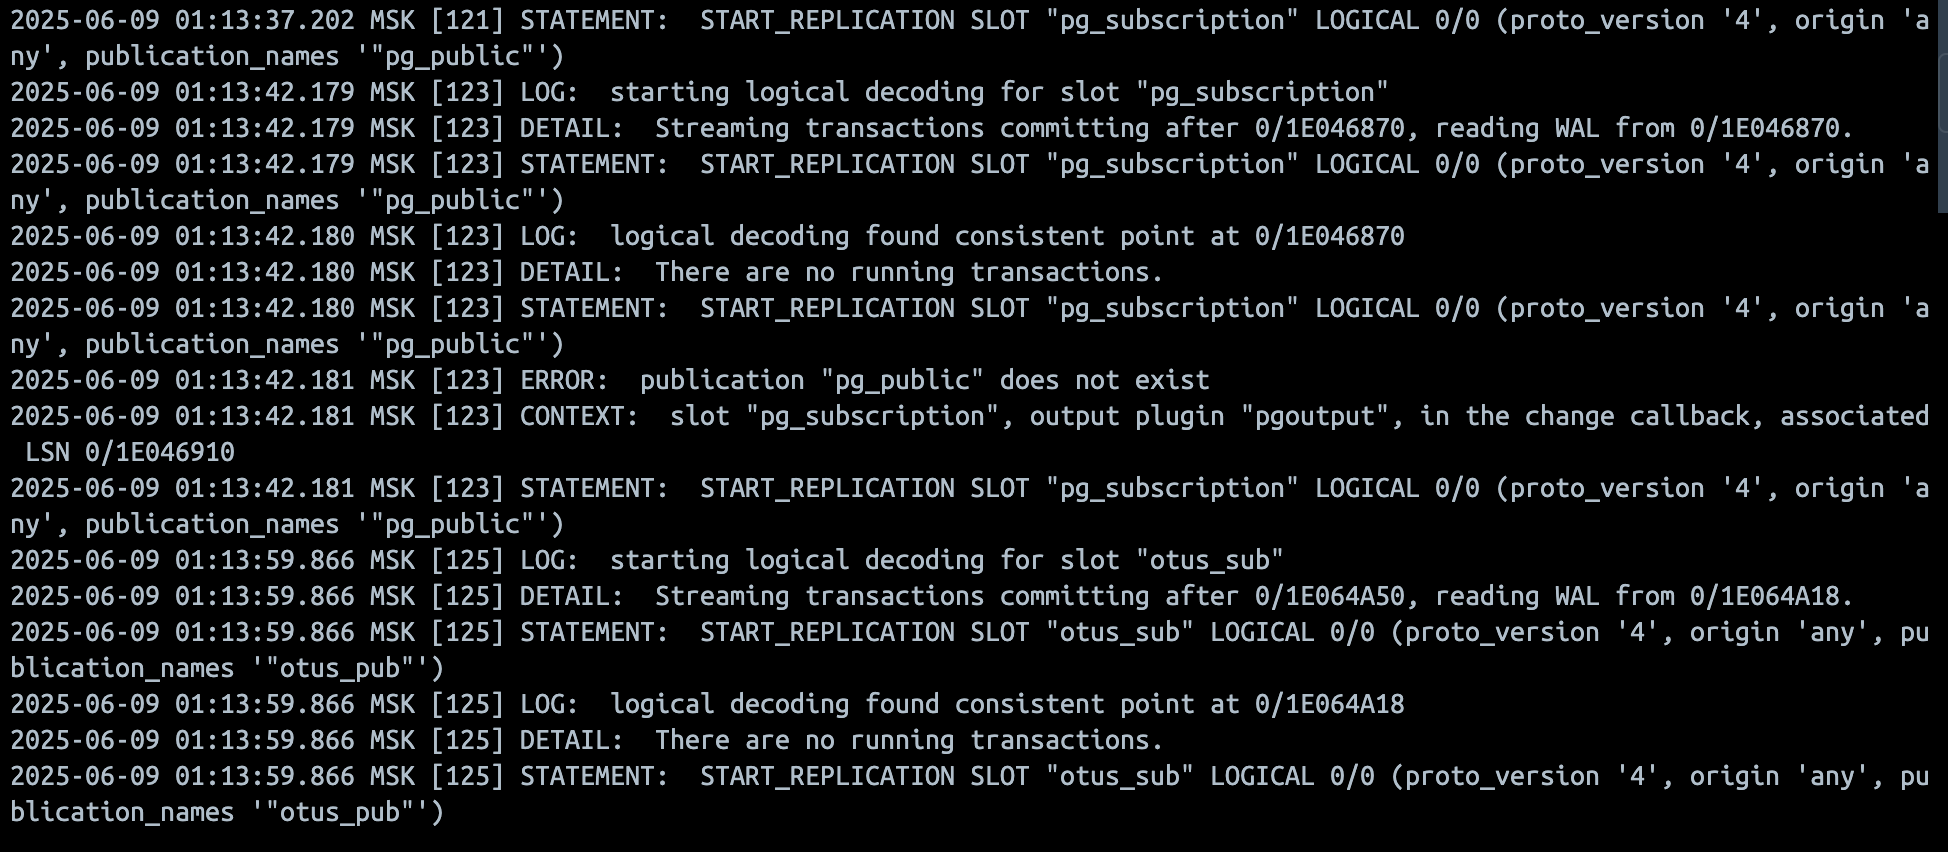 2025-06-09 01:13:37.202 MSK [121] STATEMENT:  START_REPLICATION SLOT "pg_subscription" LOGICAL 0/0 (proto_version '4', origin 'a
ny', publication_names '"pg_public"')
2025-06-09 01:13:42.179 MSK [123] LOG:  starting logical decoding for slot "pg_subscription"
2025-06-09 01:13:42.179 MSK [123] DETAIL:  Streaming transactions committing after 0/1E046870, reading WAL from 0/1E046870.
2025-06-09 01:13:42.179 MSK [123] STATEMENT:  START_REPLICATION SLOT "pg_subscription" LOGICAL 0/0 (proto_version '4', origin 'a
ny', publication_names '"pg_public"')
2025-06-09 01:13:42.180 MSK [123] LOG:  logical decoding found consistent point at 0/1E046870
2025-06-09 01:13:42.180 MSK [123] DETAIL:  There are no running transactions.
2025-06-09 01:13:42.180 MSK [123] STATEMENT:  START_REPLICATION SLOT "pg_subscription" LOGICAL 0/0 (proto_version '4', origin 'a
ny', publication_names '"pg_public"')
2025-06-09 01:13:42.181 MSK [123] ERROR:  publication "pg_public" does not exist
2025-06-09 01:13:42.181 MSK [123] CONTEXT:  slot "pg_subscription", output plugin "pgoutput", in the change callback, associated
 LSN 0/1E046910
2025-06-09 01:13:42.181 MSK [123] STATEMENT:  START_REPLICATION SLOT "pg_subscription" LOGICAL 0/0 (proto_version '4', origin 'a
ny', publication_names '"pg_public"')
2025-06-09 01:13:59.866 MSK [125] LOG:  starting logical decoding for slot "otus_sub"
2025-06-09 01:13:59.866 MSK [125] DETAIL:  Streaming transactions committing after 0/1E064A50, reading WAL from 0/1E064A18.
2025-06-09 01:13:59.866 MSK [125] STATEMENT:  START_REPLICATION SLOT "otus_sub" LOGICAL 0/0 (proto_version '4', origin 'any', pu
blication_names '"otus_pub"')
2025-06-09 01:13:59.866 MSK [125] LOG:  logical decoding found consistent point at 0/1E064A18
2025-06-09 01:13:59.866 MSK [125] DETAIL:  There are no running transactions.
2025-06-09 01:13:59.866 MSK [125] STATEMENT:  START_REPLICATION SLOT "otus_sub" LOGICAL 0/0 (proto_version '4', origin 'any', pu
blication_names '"otus_pub"')